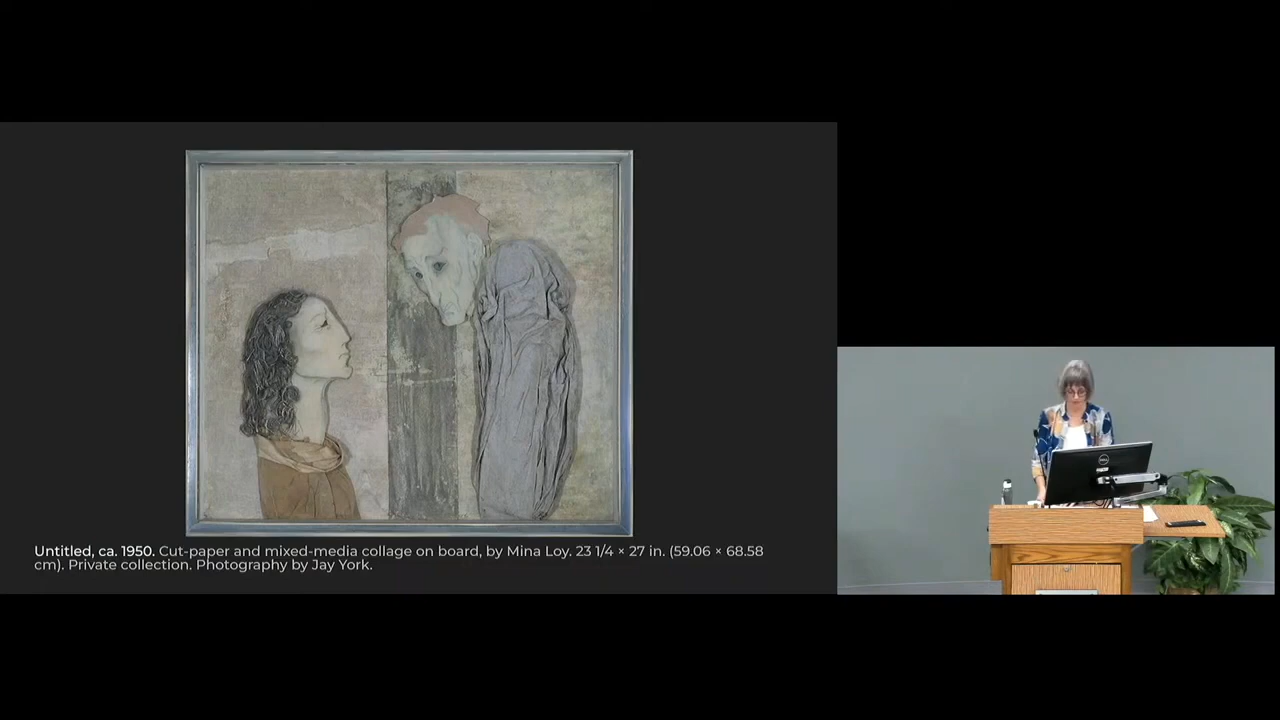 Untitled, ca. 1950. Cut-paper and mixed-media collage on board, by Mina Loy. 23 1/4 × 27 in. (59.06 × 68.58
cm). Private collection. Photography by Jay York.
DELL